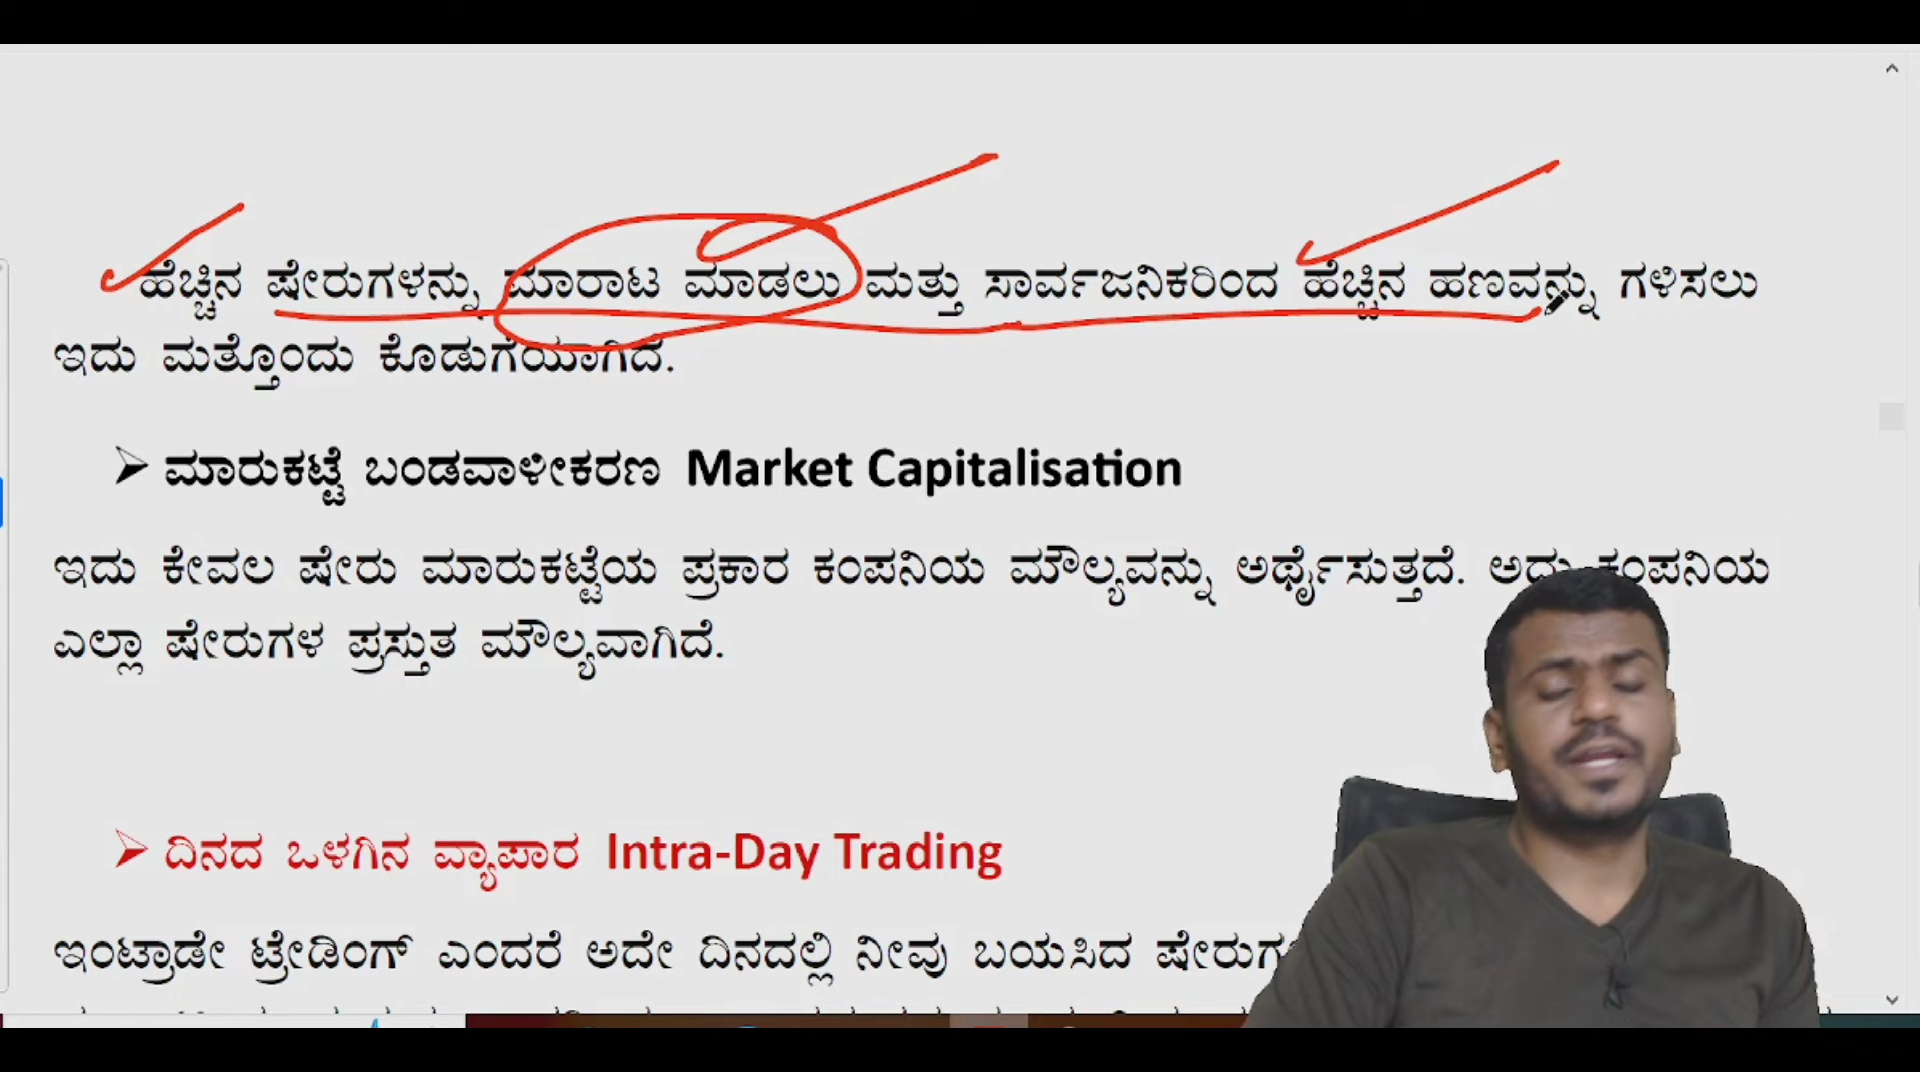 ಹೆಚ್ಚಿನ ಷೇರುಗಳನ್ನು ಮಾರಾಟ ಮಾಡಲು ಮತ್ತು ಸಾರ್ವಜನಿಕರಿಂದ ಹೆಚ್ಚಿನ ಹಣವನ್ನು ಗಳಿಸಲು
ಇದು ಮತ್ತೊಂದು ಕೊಡುಗೆಯಾಗಿದೆ.
➤ ಮಾರುಕಟ್ಟೆ ಬಂಡವಾಳೀಕರಣ Market Capitalisation
ಇದು ಕೇವಲ ಷೇರು ಮಾರುಕಟ್ಟೆಯ ಪ್ರಕಾರ ಕಂಪನಿಯ ಮೌಲ್ಯವನ್ನು ಅರ್ಥೈಸುತ್ತದೆ. ಅದು ಕಂಪನಿಯ
ಎಲ್ಲಾ ಷೇರುಗಳ ಪ್ರಸ್ತುತ ಮೌಲ್ಯವಾಗಿದೆ.
➤ ದಿನದ ಒಳಗಿನ ವ್ಯಾಪಾರ Intra-Day Trading
ಇಂಟ್ರಾಡೇ ಟ್ರೇಡಿಂಗ್ ಎಂದರೆ ಅದೇ ದಿನದಲ್ಲಿ ನೀವು ಬಯಸಿದ